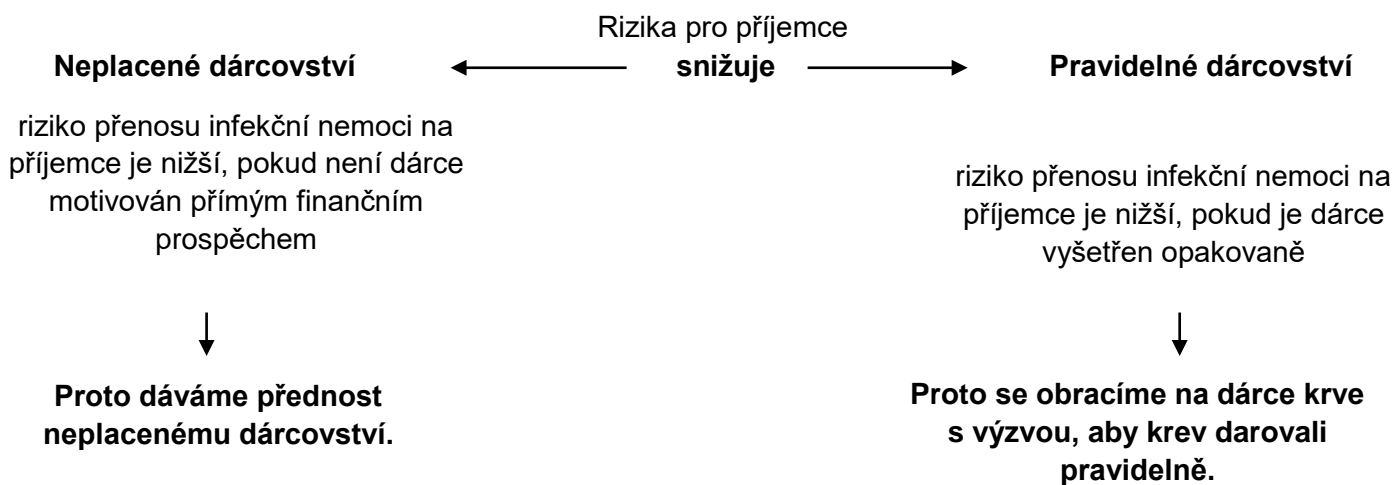 Rizika pro příjemce
Neplacené dárcovství
snižuje
Pravidelné dárcovství
riziko přenosu infekční nemoci na
příjemce je nižší, pokud není dárce
motivován přímým finančním
prospěchem
riziko přenosu infekční nemoci na
příjemce je nižší, pokud je dárce
vyšetřen opakovaně
Proto dáváme přednost
neplacenému dárcovství.
Proto se obracíme na dárce krve
s výzvou, aby krev darovali
pravidelně.